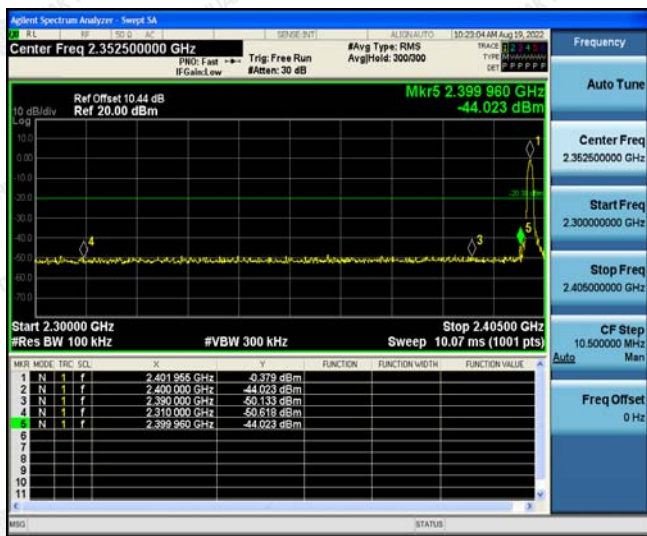 Agilent Spectrum Analyzer - Swept SA
RL RF 50 Ω AC SENSE:INT ALIGN AUTO 10:23:04 AM Aug 19, 2022
Center Freq 2.352500000 GHz
PNO: Fast
IFGain:Low
Trig: Free Run
#Atten: 30 dB
#Avg Type: RMS
Avg|Hold: 300/300
TRACE 1 2 3 4 5 6
TYPE
DET P P P P P P
Mkr5 2.399 960 GHz
-44.023 dBm
Ref Offset 10.44 dB
10 dB/div Ref 20.00 dBm
Log
10.0
0.00
-10.0
-20.0
-30.0
-40.0
-50.0
-60.0
-70.0
1
5
3
4
Start 2.30000 GHz Stop 2.40500 GHz
#Res BW 100 kHz #VBW 300 kHz Sweep 10.07 ms (1001 pts)
MKR MODE TRC SCL X Y FUNCTION FUNCTION WIDTH FUNCTION VALUE
1 N 1 f 2.401 955 GHz -0.379 dBm
2 N 1 f 2.400 000 GHz -44.023 dBm
3 N 1 f 2.390 000 GHz -50.133 dBm
4 N 1 f 2.310 000 GHz -50.618 dBm
5 N 1 f 2.399 960 GHz -44.023 dBm
6
7
8
9
10
11
MSG STATUS
Frequency
Auto Tune
Center Freq
2.352500000 GHz
Start Freq
2.300000000 GHz
Stop Freq
2.405000000 GHz
CF Step
10.500000 MHz
Auto Man
Freq Offset
0 Hz